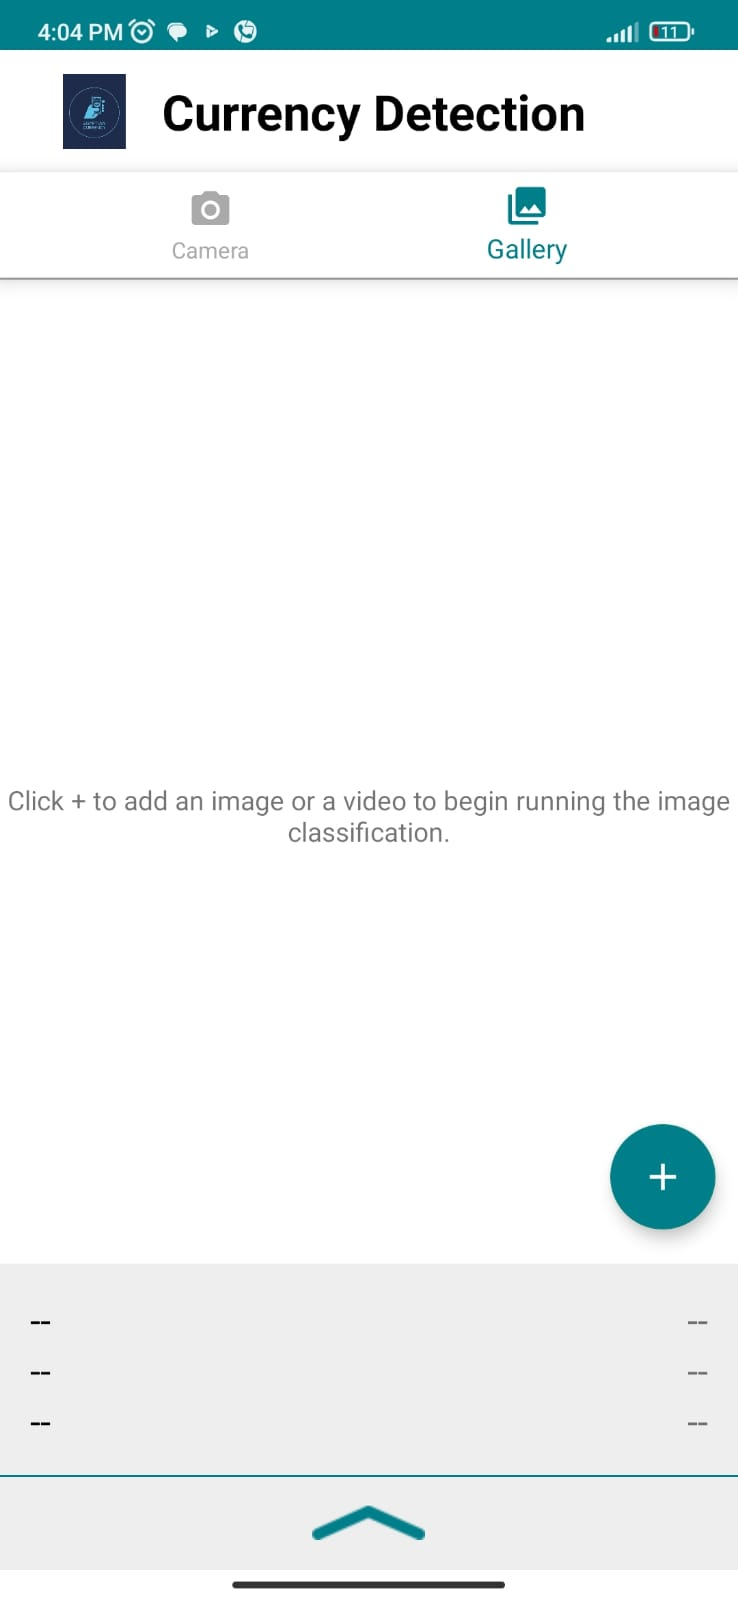 4:04 PM
11
Currency Detection
Camera
Gallery
Click + to add an image or a video to begin running the image
classification.
+
-- --
-- --
-- --